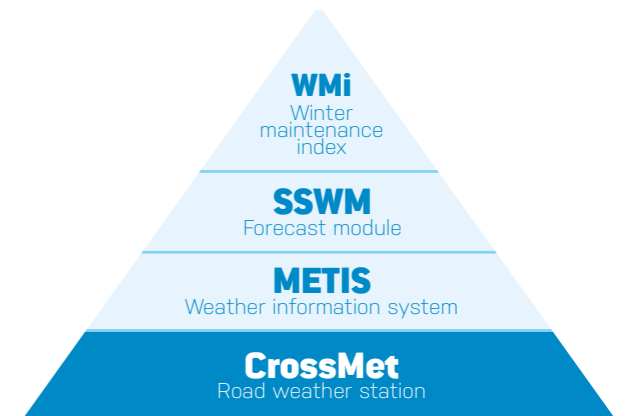 WMi
Winter
maintenance
index
SSWM
Forecast module
METIS
Weather information system
CrossMet
Road weather station